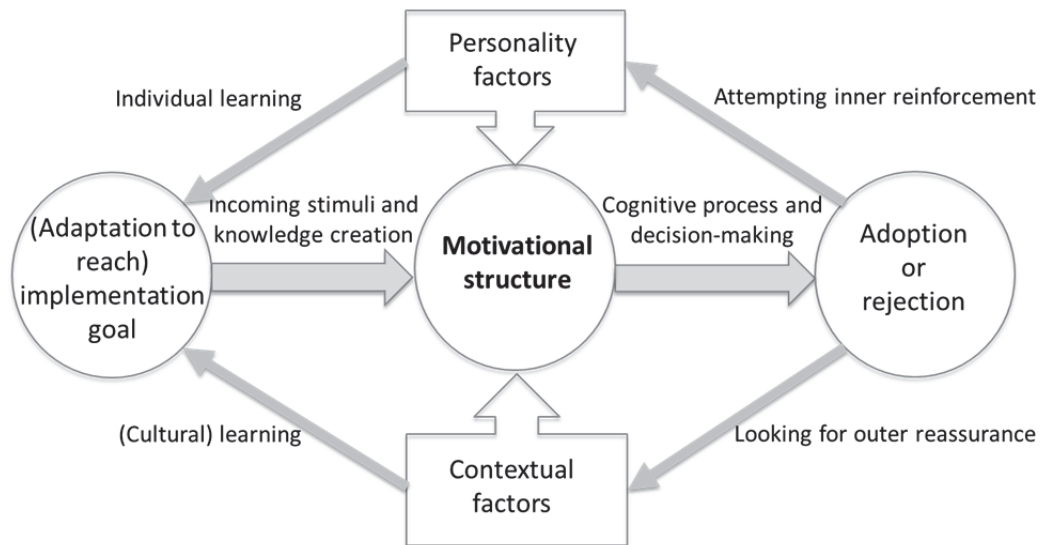 Personality
factors
Individual learning
Attempting inner reinforcement
(Adaptation to
reach)
implementation
goal
Incoming stimuli and
knowledge creation
Motivational
structure
Cognitive process and
decision-making
Adoption
or
rejection
(Cultural) learning
Looking for outer reassurance
Contextual
factors